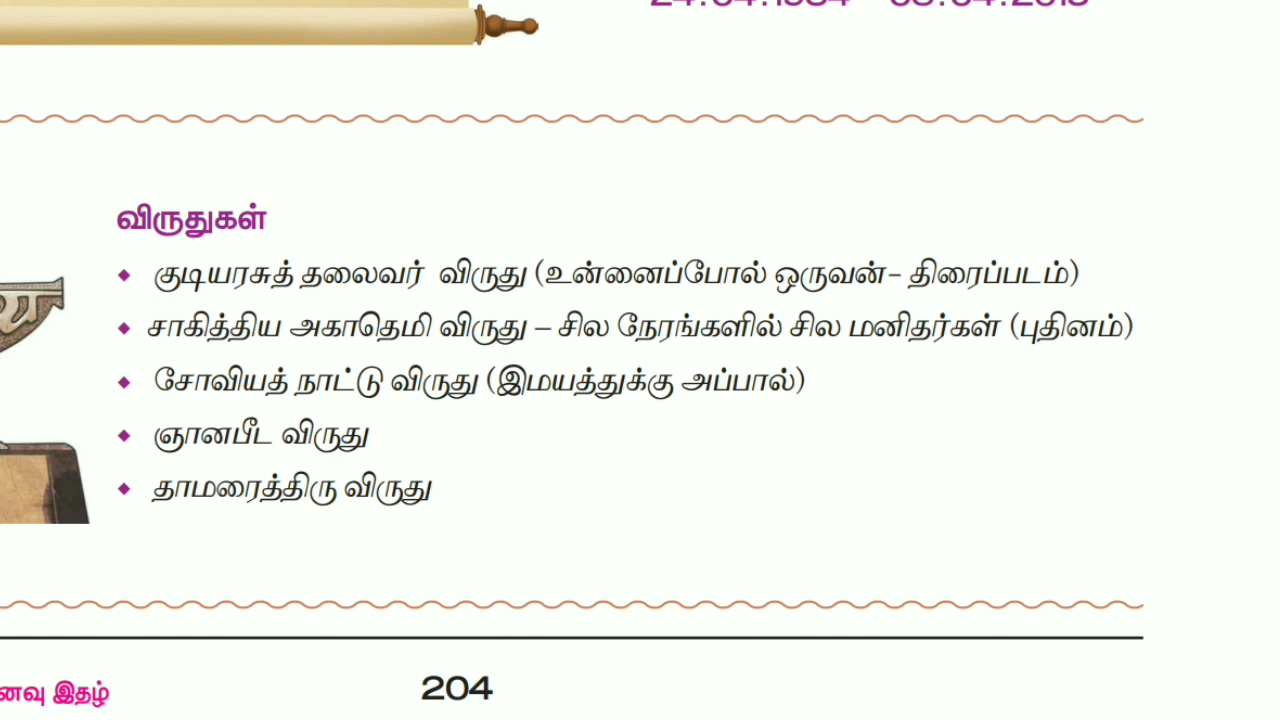 விருதுகள்
குடியரசுத் தலைவர் விருது (உன்னைப்போல் ஒருவன்– திரைப்படம்)
சாகித்திய அகாதெமி விருது – சில நேரங்களில் சில மனிதர்கள் (புதினம்)
சோவியத் நாட்டு விருது (இமயத்துக்கு அப்பால்)
ஞானபீட விருது
தாமரைத்திரு விருது
இதழ் 204